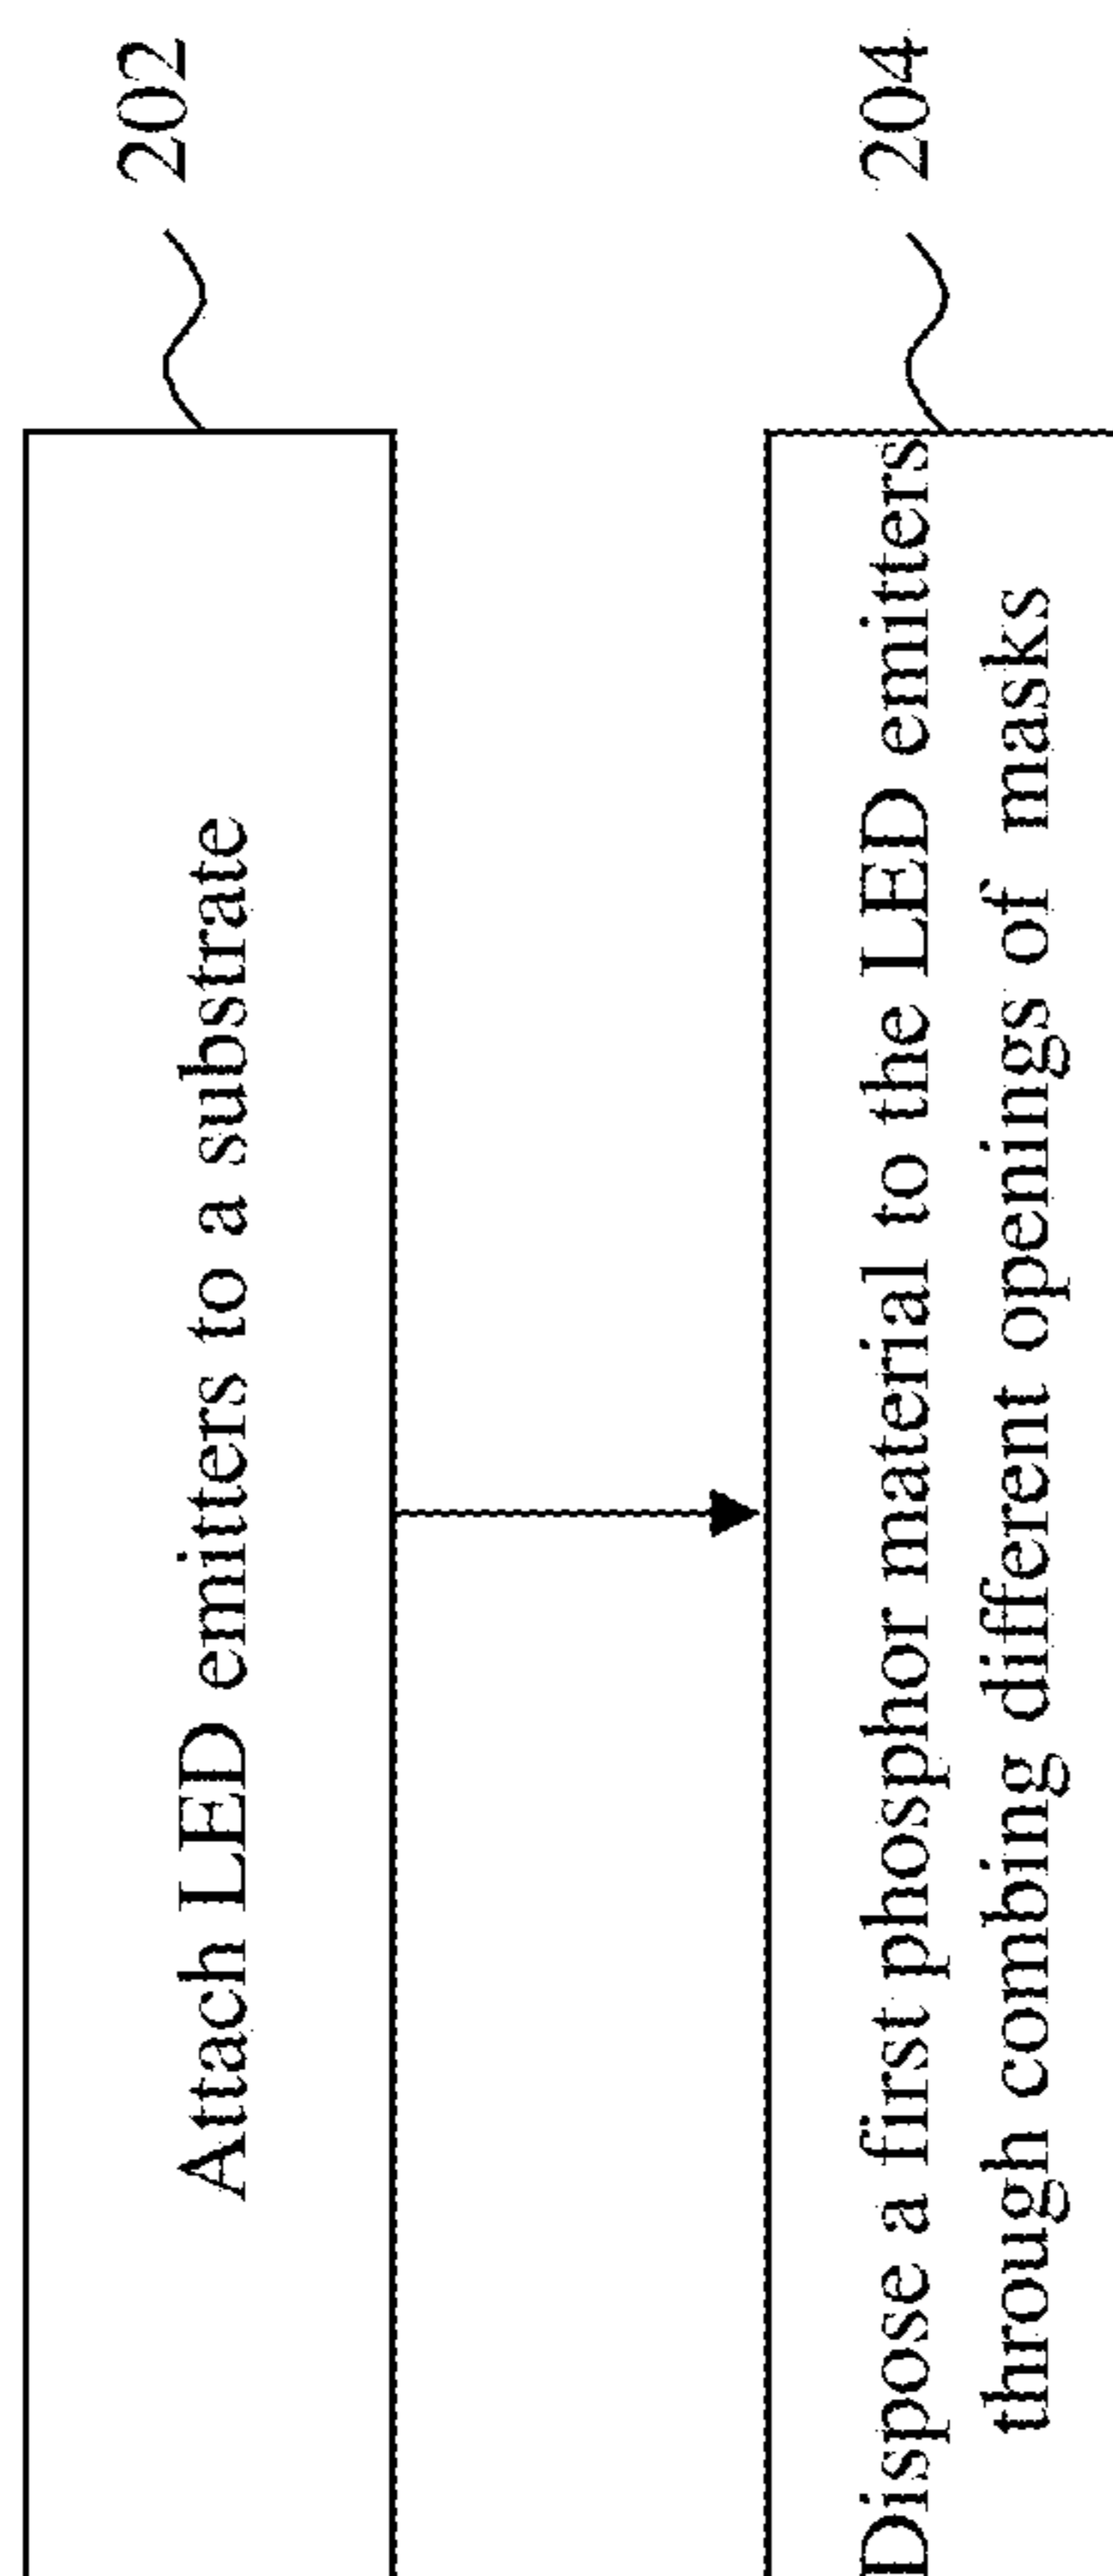 Attach LED emitters to a substrate
202
Dispose a first phosphor material to the LED emitters
through combing different openings of masks
204